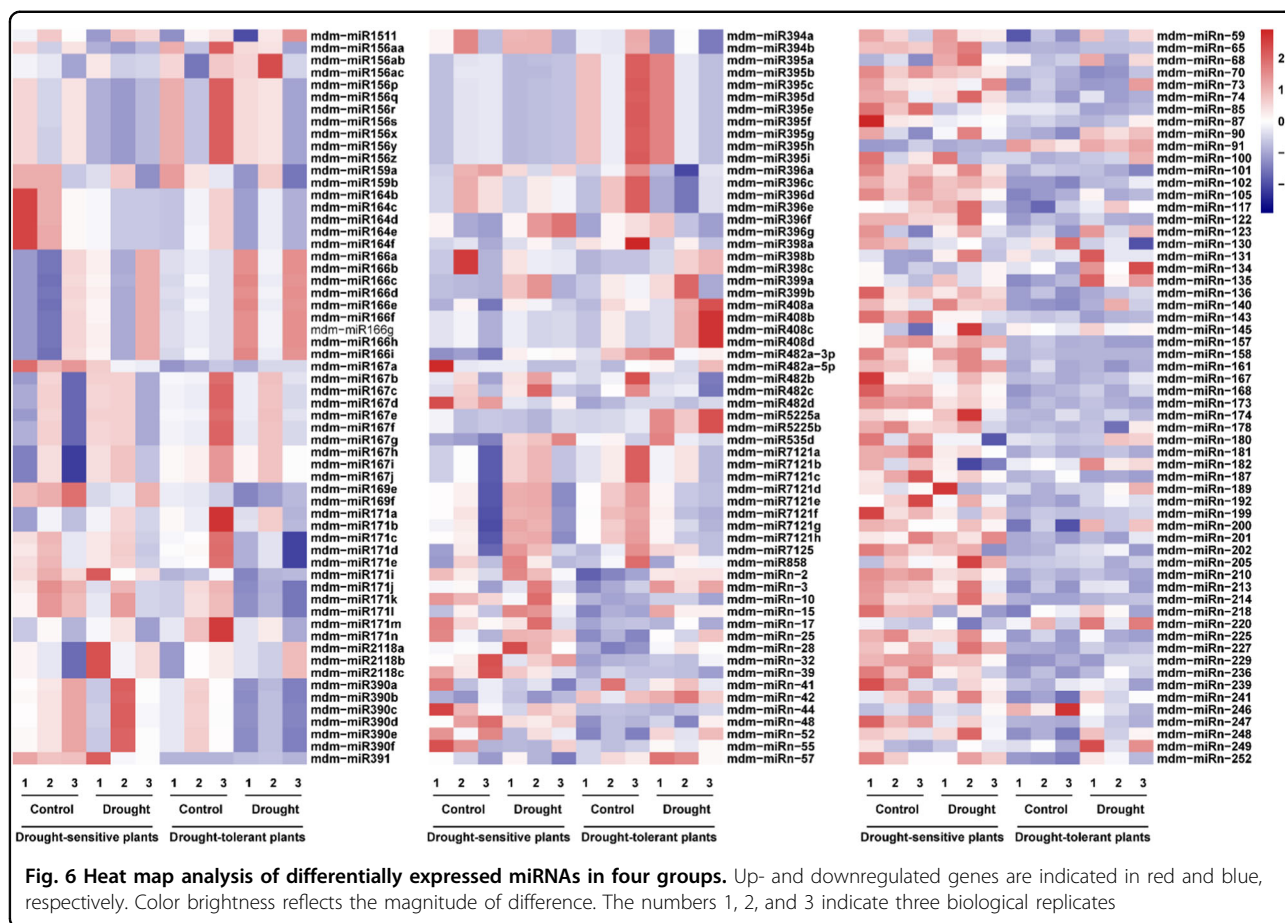 mdm-miR1511
mdm-miR156aa
mdm-miR156ab
mdm-miR156ac
mdm-miR156p
mdm-miR156q
mdm-miR156r
mdm-miR156s
mdm-miR156x
mdm-miR156y
mdm-miR156z
mdm-miR159a
mdm-miR159b
mdm-miR164b
mdm-miR164c
mdm-miR164d
mdm-miR164e
mdm-miR164f
mdm-miR166a
mdm-miR166b
mdm-miR166c
mdm-miR166d
mdm-miR166e
mdm-miR166f
mdm-miR166g
mdm-miR166h
mdm-miR166i
mdm-miR167a
mdm-miR167b
mdm-miR167c
mdm-miR167d
mdm-miR167e
mdm-miR167f
mdm-miR167g
mdm-miR167h
mdm-miR167i
mdm-miR167j
mdm-miR169e
mdm-miR169f
mdm-miR171a
mdm-miR171b
mdm-miR171c
mdm-miR171d
mdm-miR171e
mdm-miR171i
mdm-miR171j
mdm-miR171k
mdm-miR171l
mdm-miR171m
mdm-miR171n
mdm-miR2118a
mdm-miR2118b
mdm-miR2118c
mdm-miR390a
mdm-miR390b
mdm-miR390c
mdm-miR390d
mdm-miR390e
mdm-miR390f
mdm-miR391
1 2 3 1 2 3 1 2 3 1 2 3
Control Drought Control Drought
Drought-sensitive plants Drought-tolerant plants
mdm-miR394a
mdm-miR394b
mdm-miR395a
mdm-miR395b
mdm-miR395c
mdm-miR395d
mdm-miR395e
mdm-miR395f
mdm-miR395g
mdm-miR395h
mdm-miR395i
mdm-miR396a
mdm-miR396c
mdm-miR396d
mdm-miR396e
mdm-miR396f
mdm-miR396g
mdm-miR398a
mdm-miR398b
mdm-miR398c
mdm-miR399a
mdm-miR399b
mdm-miR408a
mdm-miR408b
mdm-miR408c
mdm-miR408d
mdm-miR482a-3p
mdm-miR482a-5p
mdm-miR482b
mdm-miR482c
mdm-miR482d
mdm-miR5225a
mdm-miR5225b
mdm-miR535d
mdm-miR7121a
mdm-miR7121b
mdm-miR7121c
mdm-miR7121d
mdm-miR7121e
mdm-miR7121f
mdm-miR7121g
mdm-miR7121h
mdm-miR7125
mdm-miR858
mdm-miRn-2
mdm-miRn-3
mdm-miRn-10
mdm-miRn-15
mdm-miRn-17
mdm-miRn-25
mdm-miRn-28
mdm-miRn-32
mdm-miRn-39
mdm-miRn-41
mdm-miRn-42
mdm-miRn-44
mdm-miRn-48
mdm-miRn-52
mdm-miRn-55
mdm-miRn-57
1 2 3 1 2 3 1 2 3 1 2 3
Control Drought Control Drought
Drought-sensitive plants Drought-tolerant plants
mdm-miRn-59
mdm-miRn-65
mdm-miRn-68
mdm-miRn-70
mdm-miRn-73
mdm-miRn-74
mdm-miRn-85
mdm-miRn-87
mdm-miRn-90
mdm-miRn-91
mdm-miRn-100
mdm-miRn-101
mdm-miRn-102
mdm-miRn-105
mdm-miRn-117
mdm-miRn-122
mdm-miRn-123
mdm-miRn-130
mdm-miRn-131
mdm-miRn-134
mdm-miRn-135
mdm-miRn-136
mdm-miRn-140
mdm-miRn-143
mdm-miRn-145
mdm-miRn-157
mdm-miRn-158
mdm-miRn-161
mdm-miRn-167
mdm-miRn-168
mdm-miRn-173
mdm-miRn-174
mdm-miRn-178
mdm-miRn-180
mdm-miRn-181
mdm-miRn-182
mdm-miRn-187
mdm-miRn-189
mdm-miRn-192
mdm-miRn-199
mdm-miRn-200
mdm-miRn-201
mdm-miRn-202
mdm-miRn-205
mdm-miRn-210
mdm-miRn-213
mdm-miRn-214
mdm-miRn-218
mdm-miRn-220
mdm-miRn-225
mdm-miRn-227
mdm-miRn-229
mdm-miRn-236
mdm-miRn-239
mdm-miRn-241
mdm-miRn-246
mdm-miRn-247
mdm-miRn-248
mdm-miRn-249
mdm-miRn-252
1 2 3 1 2 3 1 2 3 1 2 3
Control Drought Control Drought
Drought-sensitive plants Drought-tolerant plants
2
1
0
Fig. 6 Heat map analysis of differentially expressed miRNAs in four groups. Up- and downregulated genes are indicated in red and blue,
respectively. Color brightness reflects the magnitude of difference. The numbers 1, 2, and 3 indicate three biological replicates